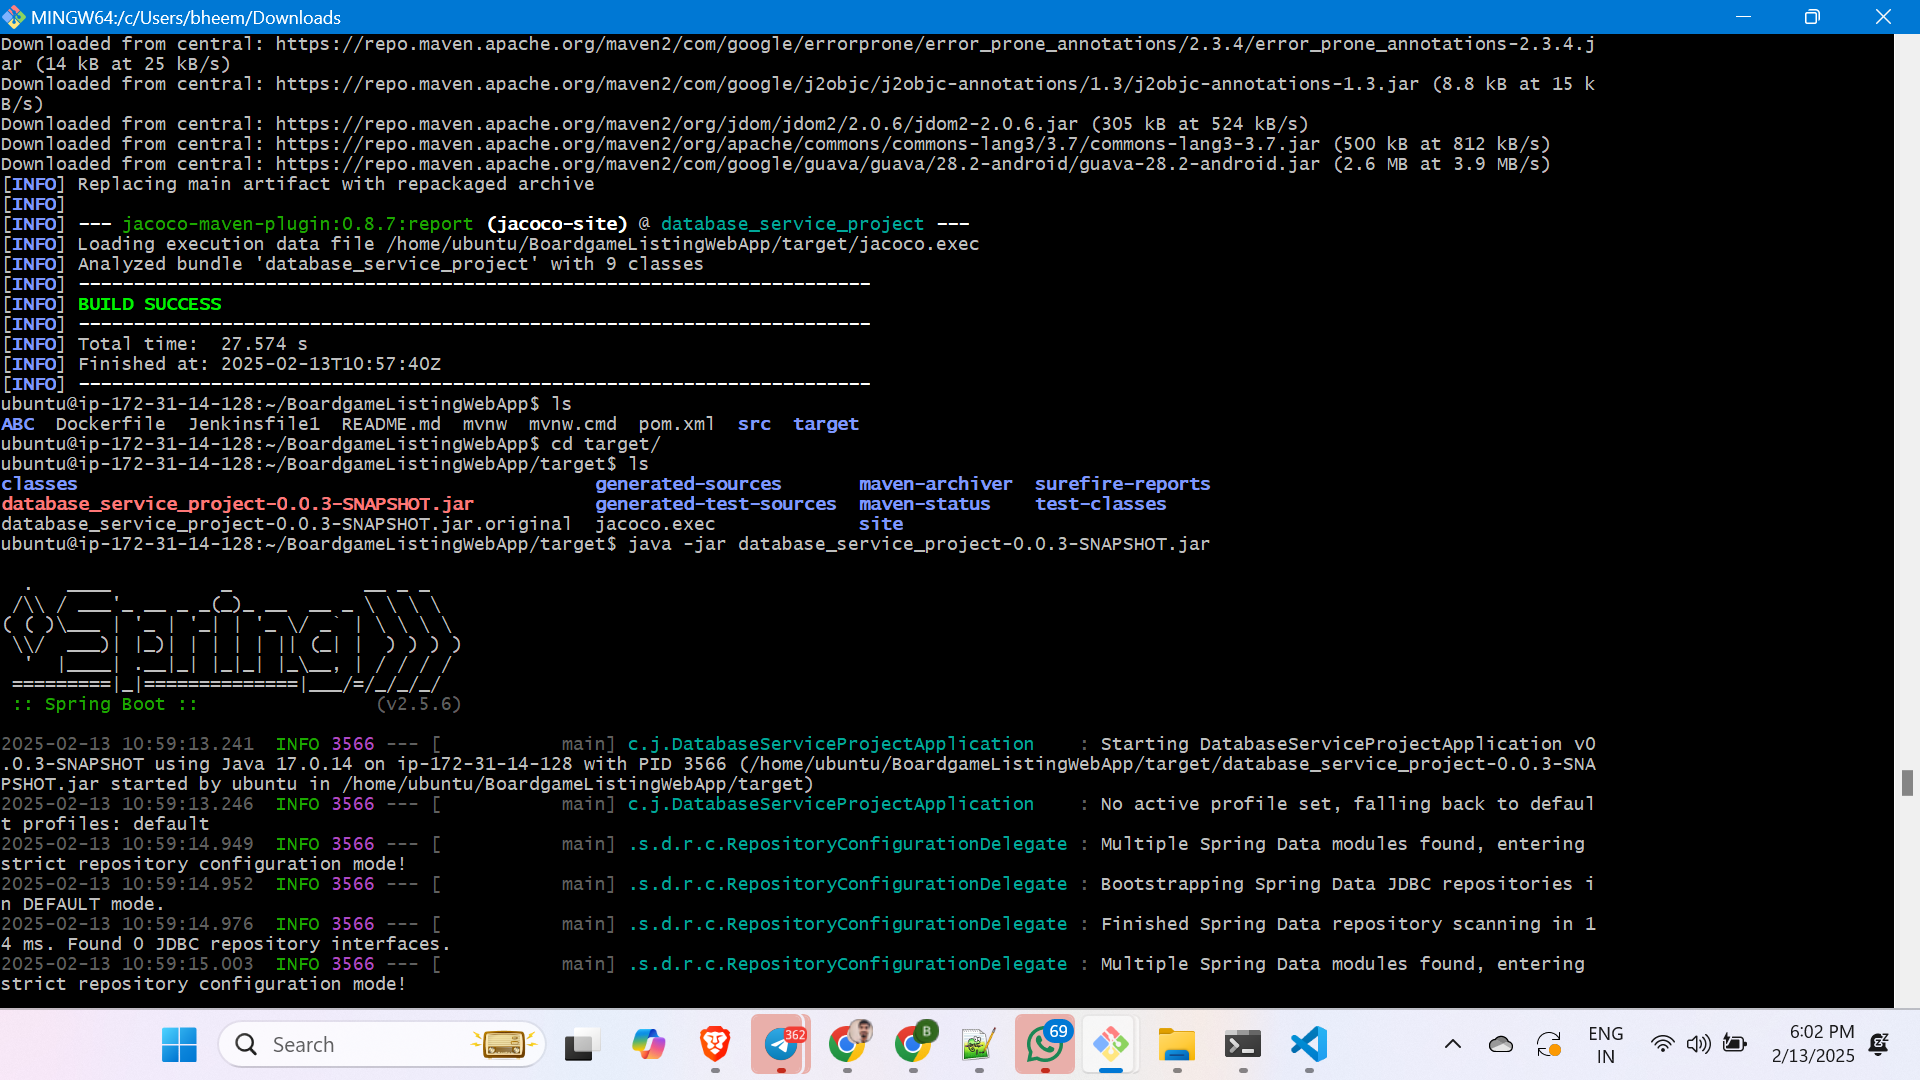 MINGW64:/c/Users/bheem/Downloads
Downloaded from central: https://repo.maven.apache.org/maven2/com/google/errorprone/error_prone_annotations/2.3.4/error_prone_annotations-2.3.4.j
ar (14 kB at 25 kB/s)
Downloaded from central: https://repo.maven.apache.org/maven2/com/google/j2objc/j2objc-annotations/1.3/j2objc-annotations-1.3.jar (8.8 kB at 15 k
B/s)
Downloaded from central: https://repo.maven.apache.org/maven2/org/jdom/jdom2/2.0.6/jdom2-2.0.6.jar (305 kB at 524 kB/s)
Downloaded from central: https://repo.maven.apache.org/maven2/org/apache/commons/commons-lang3/3.7/commons-lang3-3.7.jar (500 kB at 812 kB/s)
Downloaded from central: https://repo.maven.apache.org/maven2/com/google/guava/guava/28.2-android/guava-28.2-android.jar (2.6 MB at 3.9 MB/s)
[INFO] Replacing main artifact with repackaged archive
[INFO]
[INFO] --- jacoco-maven-plugin:0.8.7:report (jacoco-site) @ database_service_project ---
[INFO] Loading execution data file /home/ubuntu/BoardgameListingWebApp/target/jacoco.exec
[INFO] Analyzed bundle 'database_service_project' with 9 classes
[INFO] ------------------------------------------------------------------------
[INFO] BUILD SUCCESS
[INFO] ------------------------------------------------------------------------
[INFO] Total time:  27.574 s
[INFO] Finished at: 2025-02-13T10:57:40Z
[INFO] ------------------------------------------------------------------------
ubuntu@ip-172-31-14-128:~/BoardgameListingWebApp$ ls
ABC  Dockerfile  Jenkinsfile1  README.md  mvnw  mvnw.cmd  pom.xml  src  target
ubuntu@ip-172-31-14-128:~/BoardgameListingWebApp$ cd target/
ubuntu@ip-172-31-14-128:~/BoardgameListingWebApp/target$ ls
classes  generated-sources  maven-archiver  surefire-reports
database_service_project-0.0.3-SNAPSHOT.jar  generated-test-sources  maven-status  test-classes
database_service_project-0.0.3-SNAPSHOT.jar.original  jacoco.exec  site
ubuntu@ip-172-31-14-128:~/BoardgameListingWebApp/target$ java -jar database_service_project-0.0.3-SNAPSHOT.jar
Spring
:: Spring Boot ::  (v2.5.6)
2025-02-13 10:59:13.241  INFO 3566 --- [           main] c.j.DatabaseServiceProjectApplication    : Starting DatabaseServiceProjectApplication v0
.0.3-SNAPSHOT using Java 17.0.14 on ip-172-31-14-128 with PID 3566 (/home/ubuntu/BoardgameListingWebApp/target/database_service_project-0.0.3-SNA
PSHOT.jar started by ubuntu in /home/ubuntu/BoardgameListingWebApp/target)
2025-02-13 10:59:13.246  INFO 3566 --- [           main] c.j.DatabaseServiceProjectApplication    : No active profile set, falling back to defaul
t profiles: default
2025-02-13 10:59:14.949  INFO 3566 --- [           main] .s.d.r.c.RepositoryConfigurationDelegate : Multiple Spring Data modules found, entering
strict repository configuration mode!
2025-02-13 10:59:14.952  INFO 3566 --- [           main] .s.d.r.c.RepositoryConfigurationDelegate : Bootstrapping Spring Data JDBC repositories i
n DEFAULT mode.
2025-02-13 10:59:14.976  INFO 3566 --- [           main] .s.d.r.c.RepositoryConfigurationDelegate : Finished Spring Data repository scanning in 1
4 ms. Found 0 JDBC repository interfaces.
2025-02-13 10:59:15.003  INFO 3566 --- [           main] .s.d.r.c.RepositoryConfigurationDelegate : Multiple Spring Data modules found, entering
strict repository configuration mode!
Search
362
B
69
ENG
IN
6:02 PM
2/13/2025